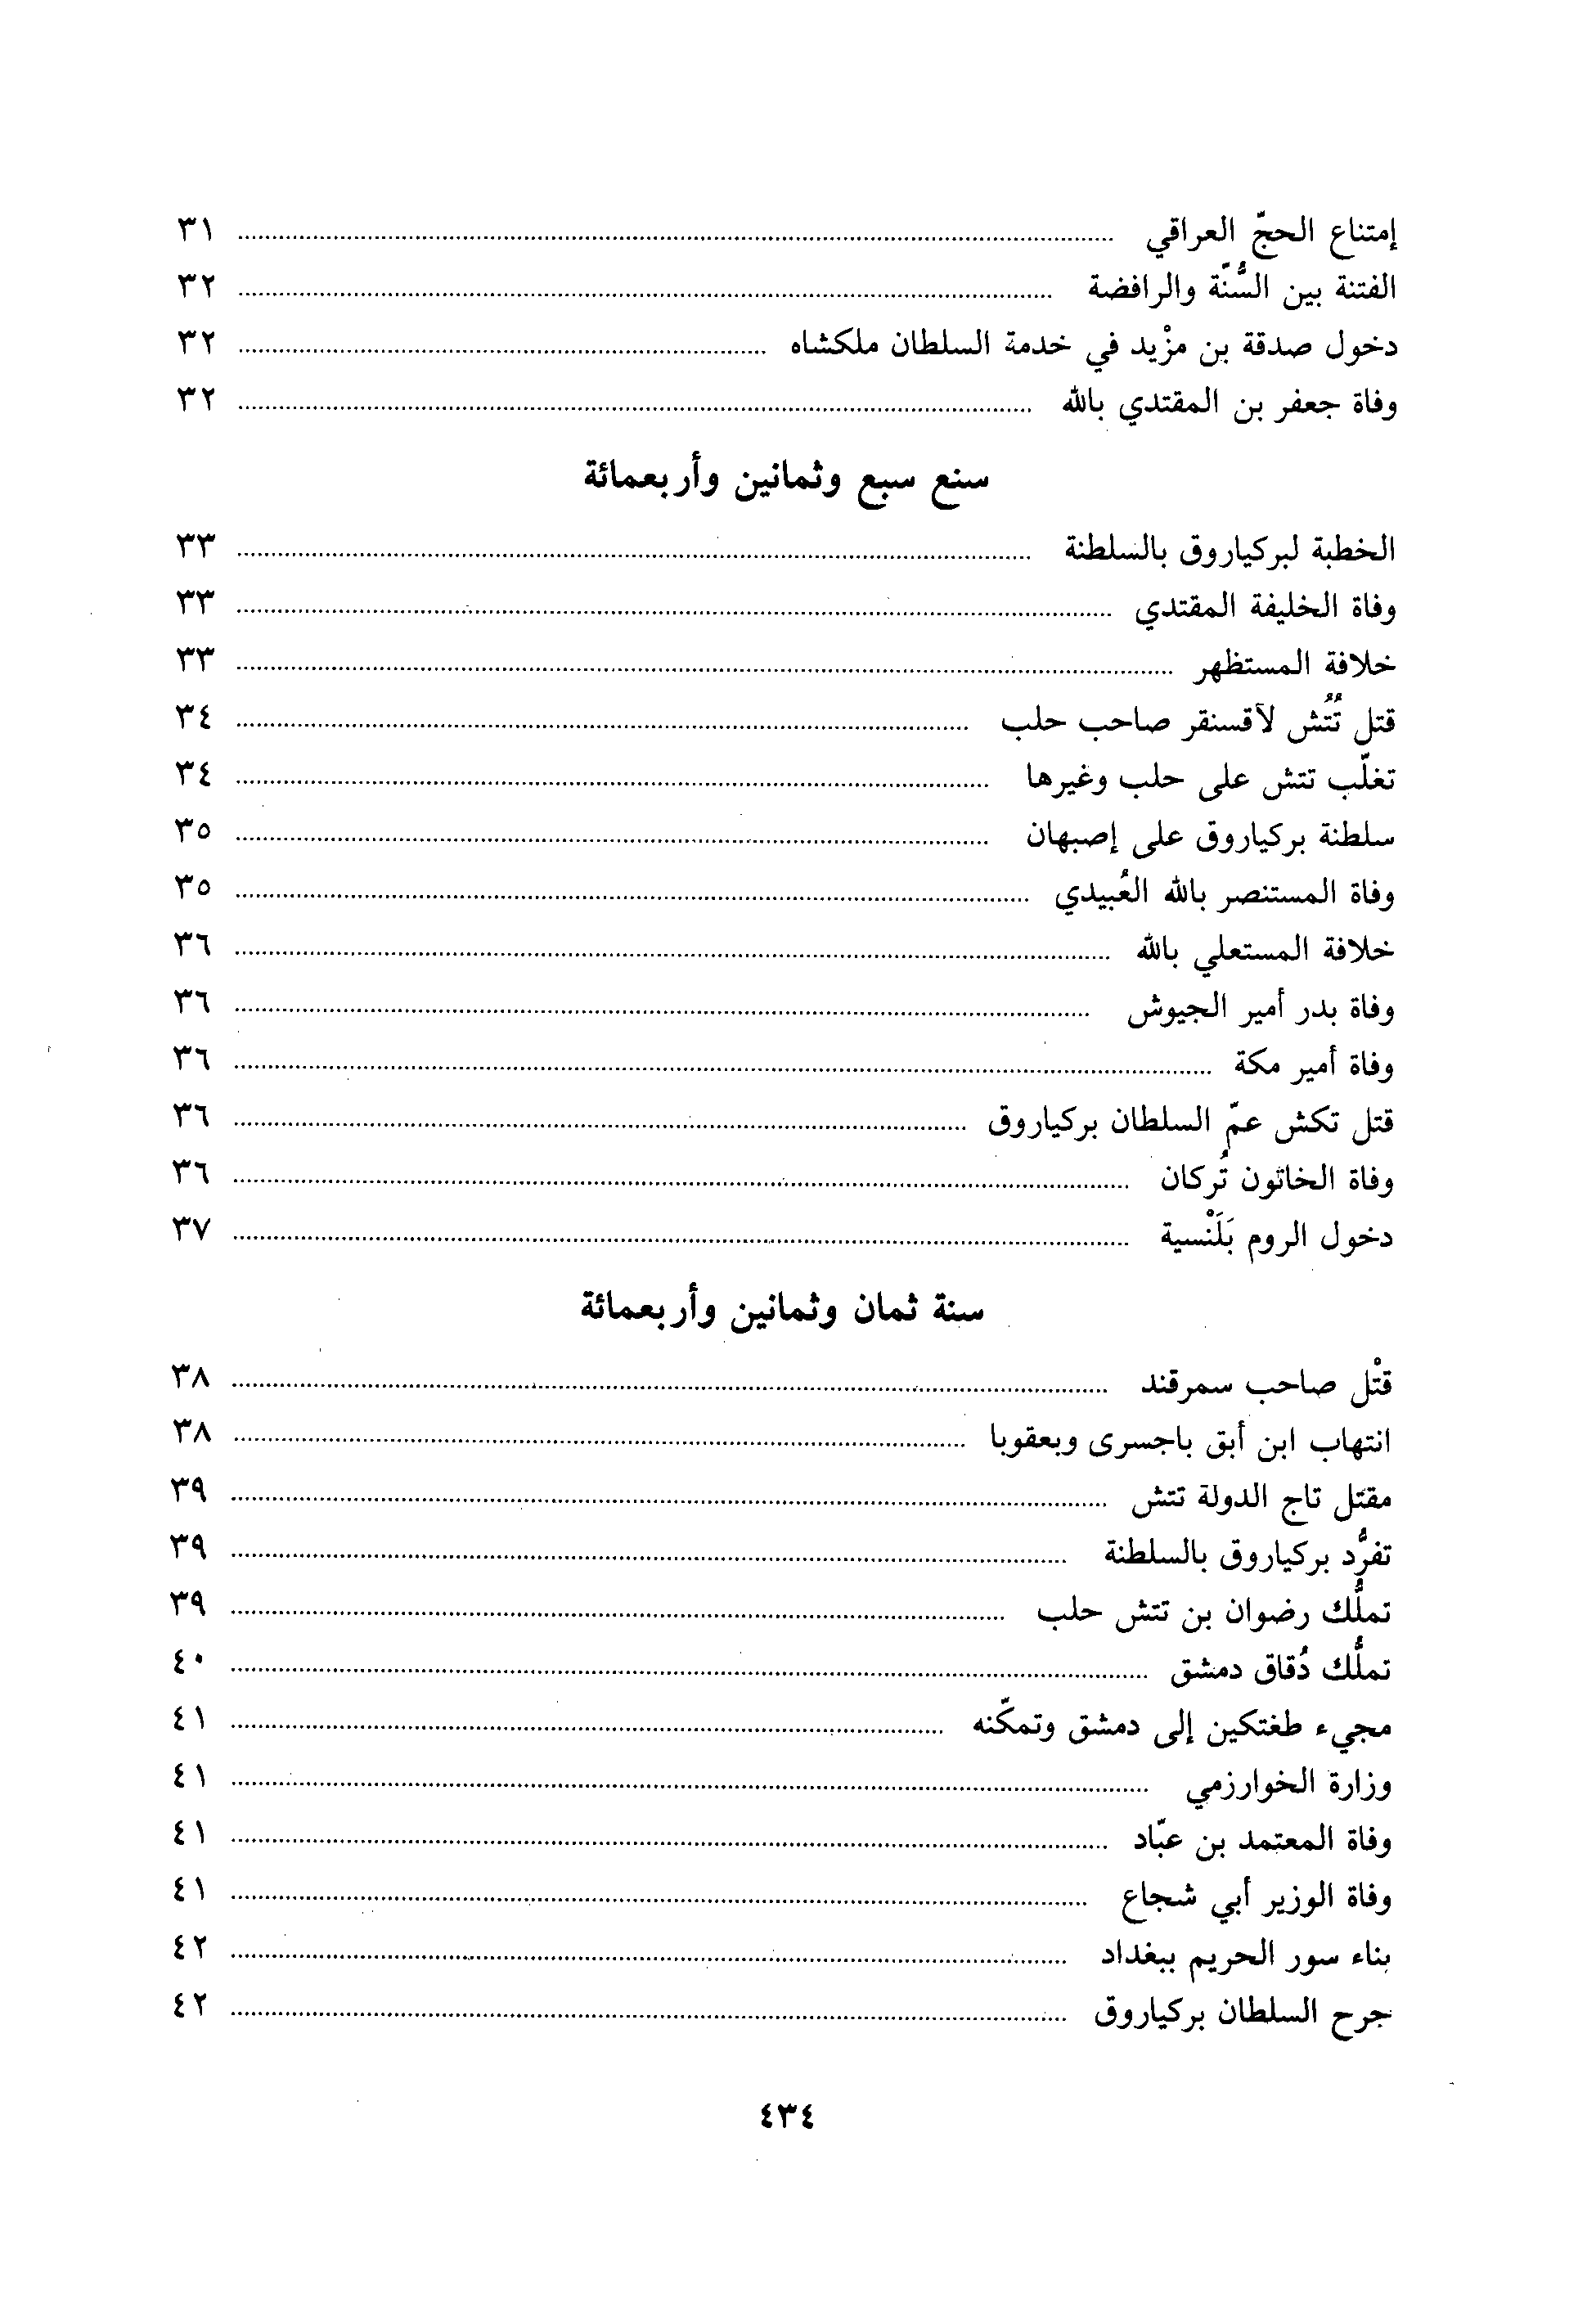 إمتناع الحجّ العراقي ........ ٣١
الفتنة بين السُّنّة والرافضة ........ ٣٢
دخول صدقة بن مزْيد في خدمة السلطان ملكشاه ........ ٣٢
وفاة جعفر بن المقتدي بالله ........ ٣٢
سنع سبع وثمانين وأربعمائة
الخطبة لبركياروق بالسلطنة ........ ٣٣
وفاة الخليفة المقتدي ........ ٣٣
خلافة المستظهر ........ ٣٣
قتل تُتُش لآقسنقر صاحب حلب ........ ٣٤
تغلّب تتش على حلب وغيرها ........ ٣٤
سلطنة بركياروق على إصبهان ........ ٣٥
وفاة المستنصر بالله العُبيدي ........ ٣٥
خلافة المستعلي بالله ........ ٣٦
وفاة بدر أمير الجيوش ........ ٣٦
وفاة أمير مكة ........ ٣٦
قتل تكش عمّ السلطان بركياروق ........ ٣٦
وفاة الخاتون تُركان ........ ٣٦
دخول الروم بَلَنْسية ........ ٣٧
سنة ثمان وثمانين وأربعمائة
قتْل صاحب سمرقند ........ ٣٨
انتهاب ابن أبق باجسرى وبعقوبا ........ ٣٨
مقتل تاج الدولة تتش ........ ٣٩
تفرُّد بركياروق بالسلطنة ........ ٣٩
تملُّك رضوان بن تتش حلب ........ ٣٩
تملُّك دُقاق دمشق ........ ٤٠
مجيء طغتكين إلى دمشق وتمكّنه ........ ٤١
وزارة الخوارزمي ........ ٤١
وفاة المعتمد بن عبّاد ........ ٤١
وفاة الوزير أبي شجاع ........ ٤١
بناء سور الحريم ببغداد ........ ٤٢
جرح السلطان بركياروق ........ ٤٢
٤٣٤